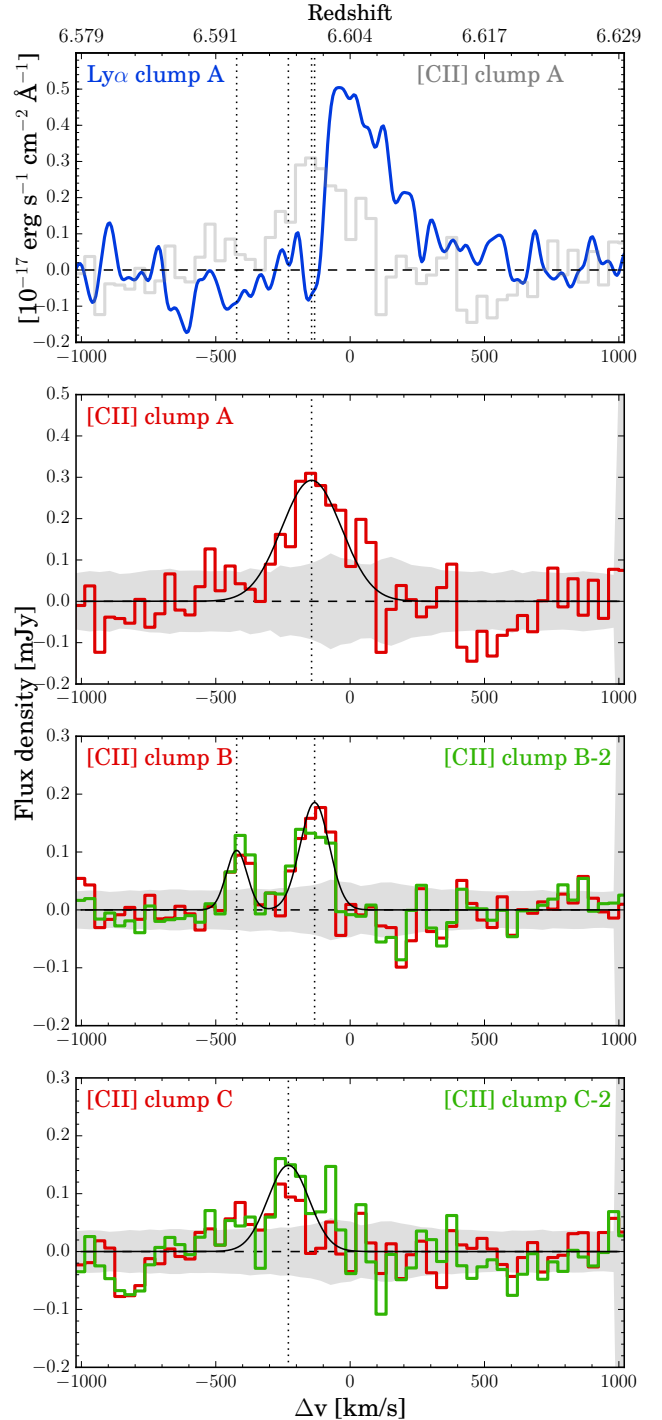 Redshift
6.579 6.591 6.604 6.617 6.629
Lyα clump A [CII] clump A
[10⁻¹⁷ erg s⁻¹ cm⁻² Å⁻¹]
0.5
0.4
0.3
0.2
0.1
0.0
−0.1
−0.2
−1000 −500 0 500 1000
[CII] clump A
Flux density [mJy]
0.5
0.4
0.3
0.2
0.1
0.0
−0.1
−0.2
−1000 −500 0 500 1000
[CII] clump B [CII] clump B-2
0.3
0.2
0.1
0.0
−0.1
−0.2
−1000 −500 0 500 1000
[CII] clump C [CII] clump C-2
0.3
0.2
0.1
0.0
−0.1
−0.2
−1000 −500 0 500 1000
Δv [km/s]